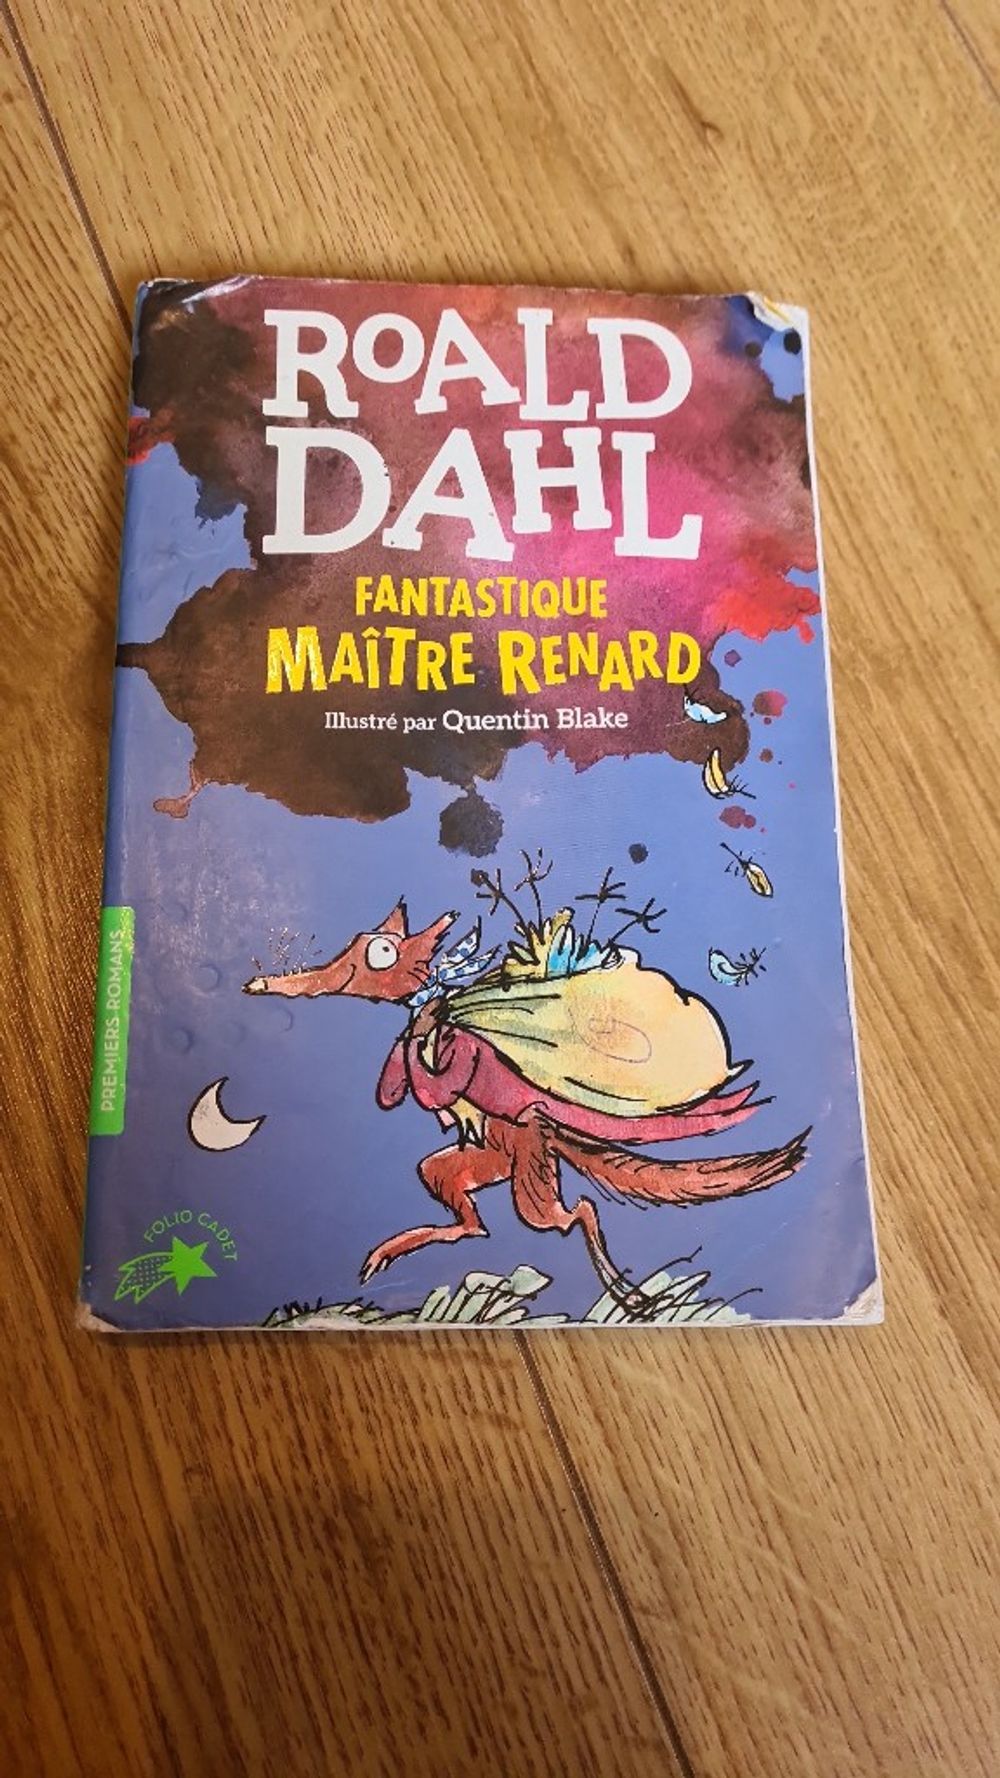 ROALD
DAHL
FANTASTIQUE
MAÎTRE RENARD
Illustré par Quentin Blake
PREMIERS ROMANS
FOLIO CADET